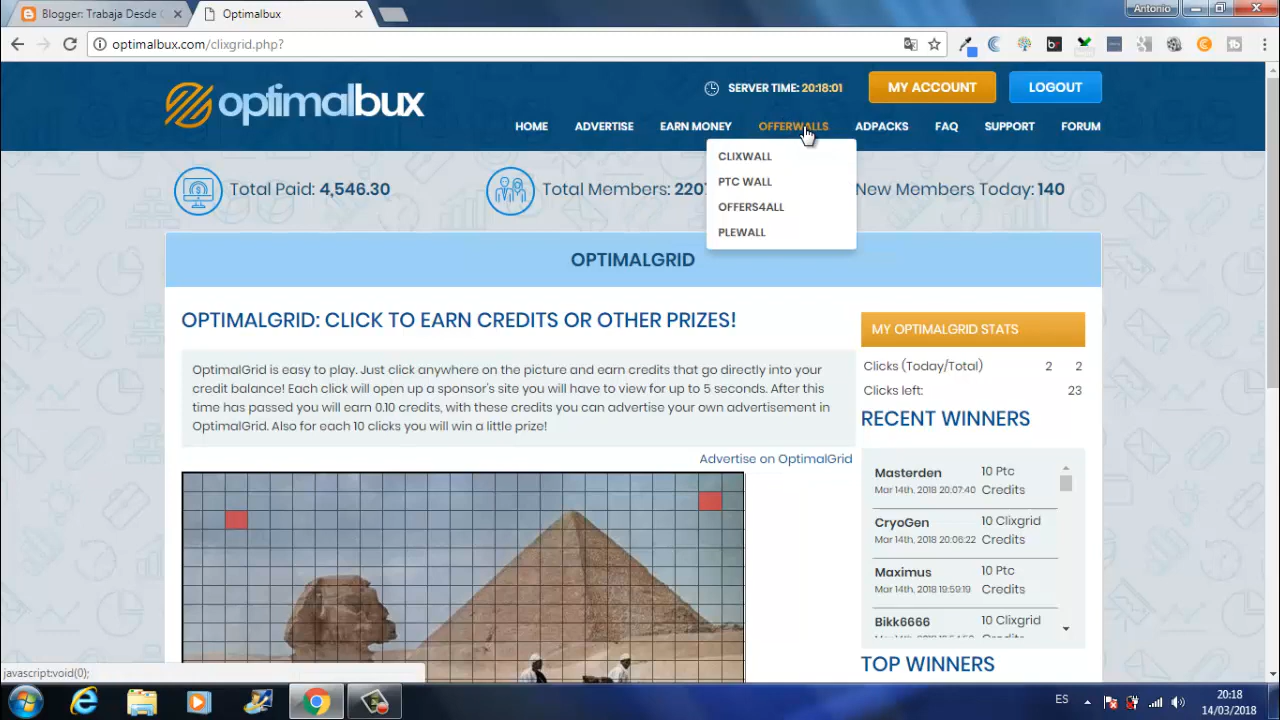 Blogger: Trabaja Desde
Optimalbux
Antonio
optimalbux.com/clixgrid.php?
optimalbux
SERVER TIME: 20:18:01
MY ACCOUNT
LOGOUT
HOME
ADVERTISE
EARN MONEY
OFFERWALLS
ADPACKS
FAQ
SUPPORT
FORUM
CLIXWALL
PTC WALL
OFFERS4ALL
PLEWALL
Total Paid: 4,546.30
Total Members: 220
New Members Today: 140
OPTIMALGRID
OPTIMALGRID: CLICK TO EARN CREDITS OR OTHER PRIZES!
OptimalGrid is easy to play. Just click anywhere on the picture and earn credits that go directly into your
credit balance! Each click will open up a sponsor's site you will have to view for up to 5 seconds. After this
time has passed you will earn 0.10 credits, with these credits you can advertise your own advertisement in
OptimalGrid. Also for each 10 clicks you will win a little prize!
Advertise on OptimalGrid
MY OPTIMALGRID STATS
Clicks (Today/Total) 2 2
Clicks left: 23
RECENT WINNERS
Masterden 10 Ptc
Mar 14th, 2018 20:07:40 Credits
CryoGen 10 Clixgrid
Mar 14th, 2018 20:06:22 Credits
Maximus 10 Ptc
Mar 14th, 2018 19:59:19 Credits
Bikk6666 10 Clixgrid
TOP WINNERS
javascript:void(0);
ES
20:18
14/03/2018